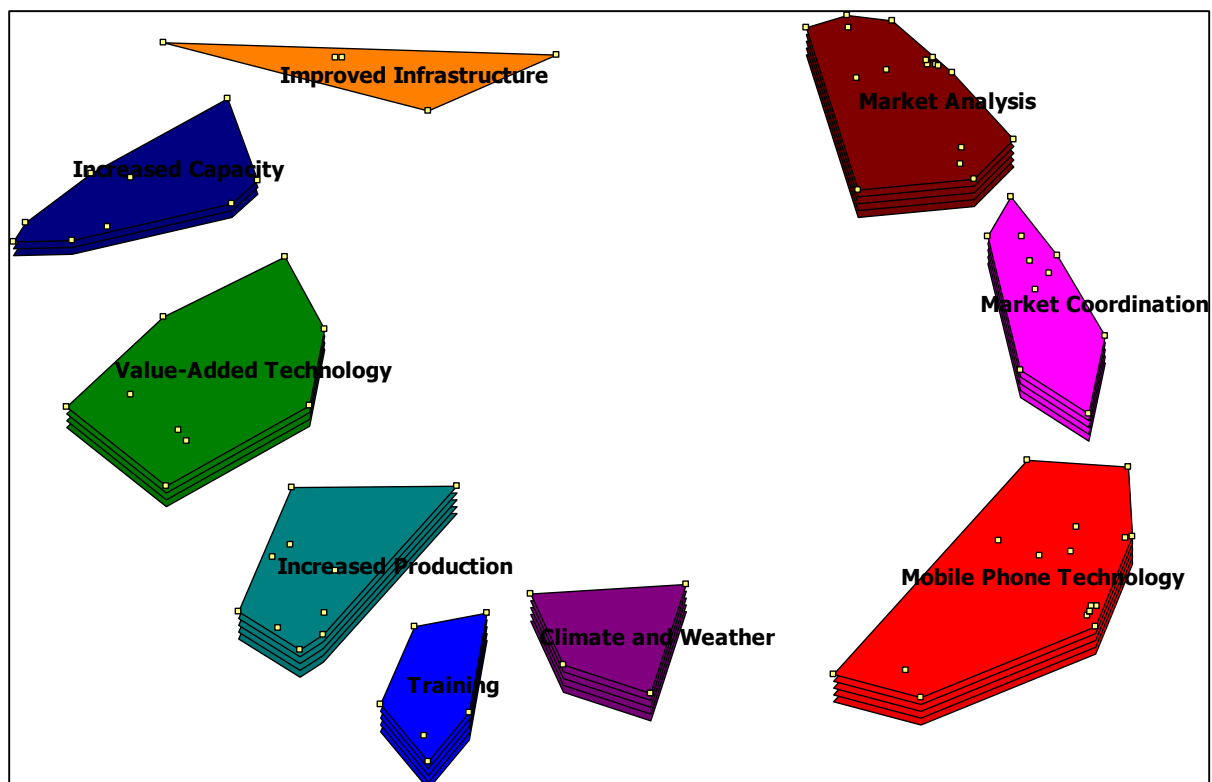 Improved Infrastructure
Market Analysis
Increased Capacity
Market Coordination
Value-Added Technology
Increased Production
Mobile Phone Technology
Climate and Weather
Training